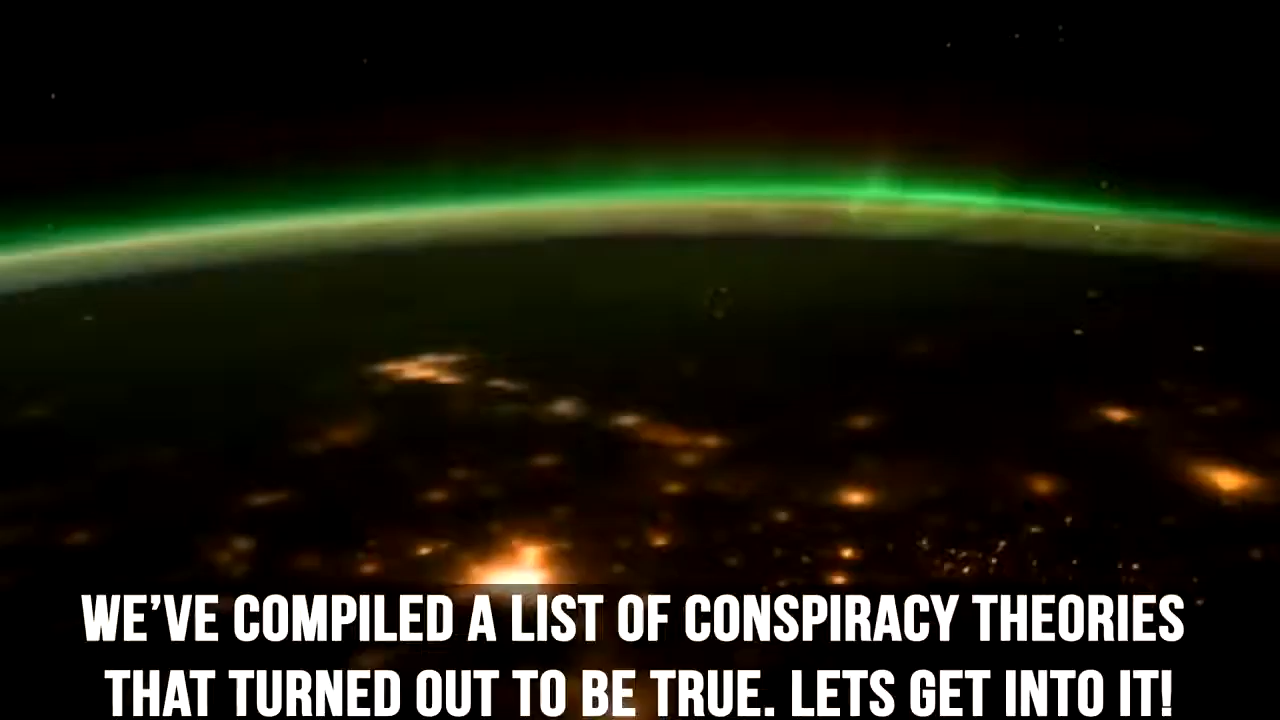 WE’VE COMPILED A LIST OF CONSPIRACY THEORIES
THAT TURNED OUT TO BE TRUE. LETS GET INTO IT!